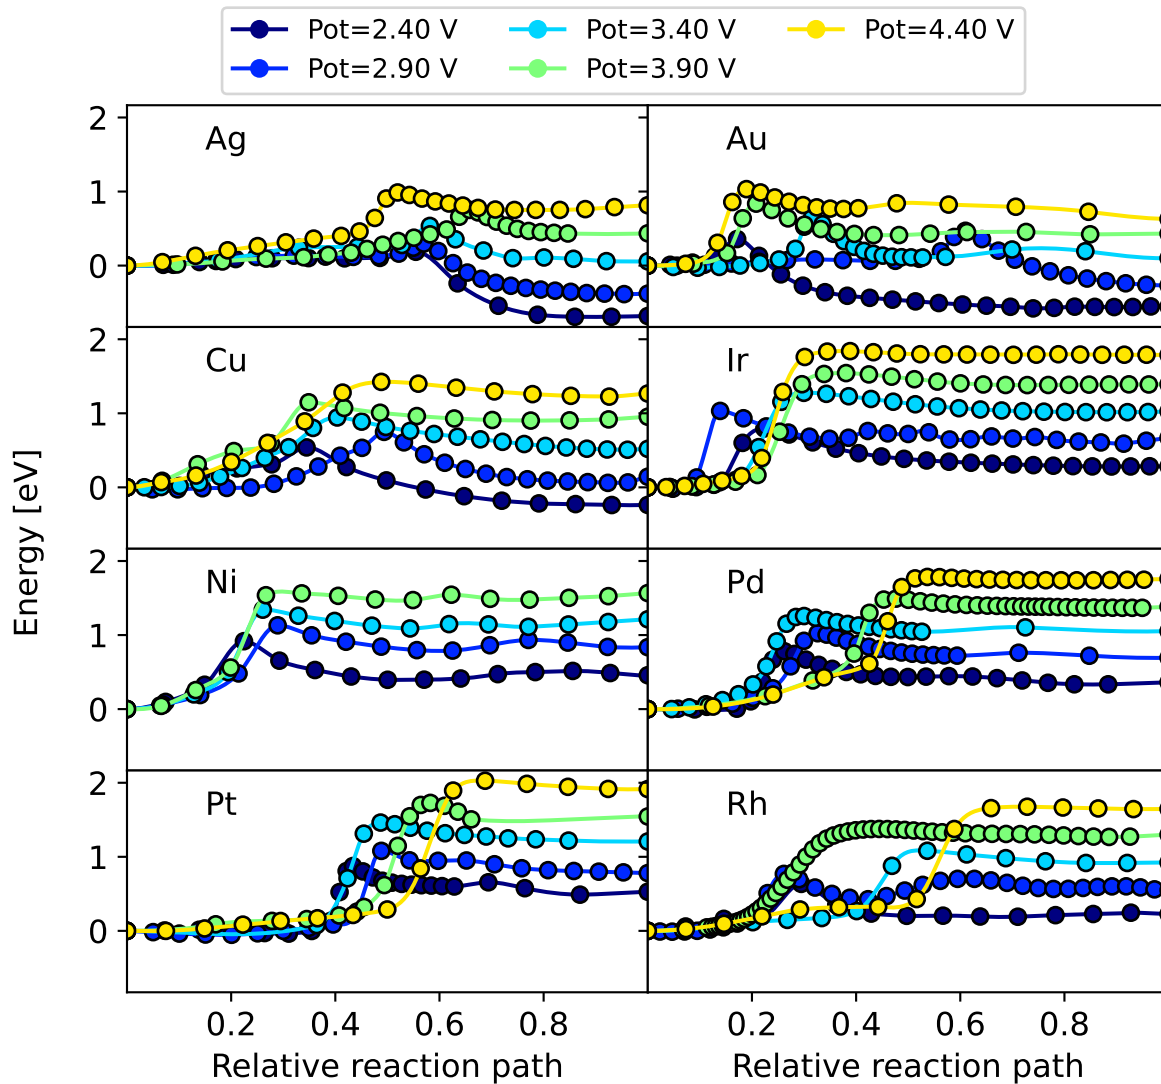 Pot=2.40 V Pot=3.40 V Pot=4.40 V
Pot=2.90 V Pot=3.90 V
Energy [eV]
2
1
0
Ag
Au
2
1
0
Cu
Ir
2
1
0
Ni
Pd
2
1
0
Pt
Rh
0.2 0.4 0.6 0.8 0.2 0.4 0.6 0.8
Relative reaction path Relative reaction path